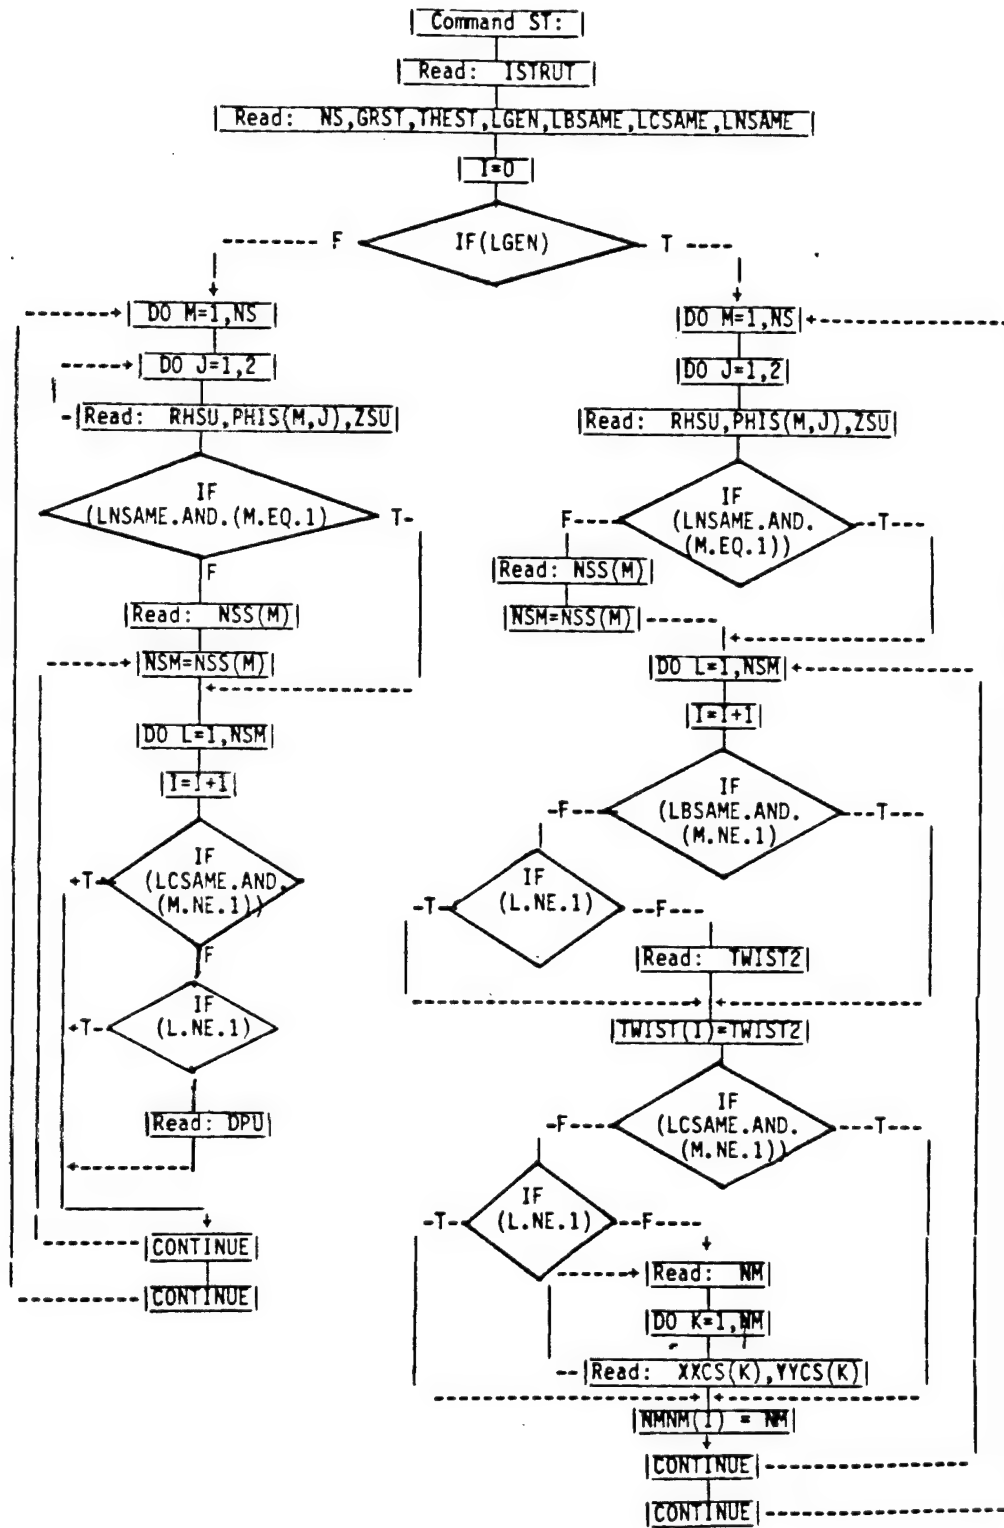 Command ST:
Read: ISTRUT
Read: NS,GRST,THEST,LGEN,LBSAME,LCSAME,LNSAME
I=0
IF(LGEN)
F
T
DO M=1,NS
DO J=1,2
Read: RHSU,PHIS(M,J),ZSU
IF
(LNSAME.AND.(M.EQ.1)
T
F
Read: NSS(M)
NSM=NSS(M)
DO L=1,NSM
I=I+1
IF
(LCSAME.AND.
(M.NE.1))
T
F
IF
(L.NE.1)
T
Read: DPU
CONTINUE
CONTINUE
DO M=1,NS
DO J=1,2
Read: RHSU,PHIS(M,J),ZSU
IF
(LNSAME.AND.
(M.EQ.1))
F
T
Read: NSS(M)
NSM=NSS(M)
DO L=1,NSM
I=I+1
IF
(LBSAME.AND.
(M.NE.1)
F
T
IF
(L.NE.1)
T
F
Read: TWIST2
TWIST(I)=TWIST2
IF
(LCSAME.AND.
(M.NE.1))
F
T
IF
(L.NE.1)
T
F
Read: NM
DO K=1,NM
Read: XXCS(K),YYCS(K)
NMNM(I) = NM
CONTINUE
CONTINUE